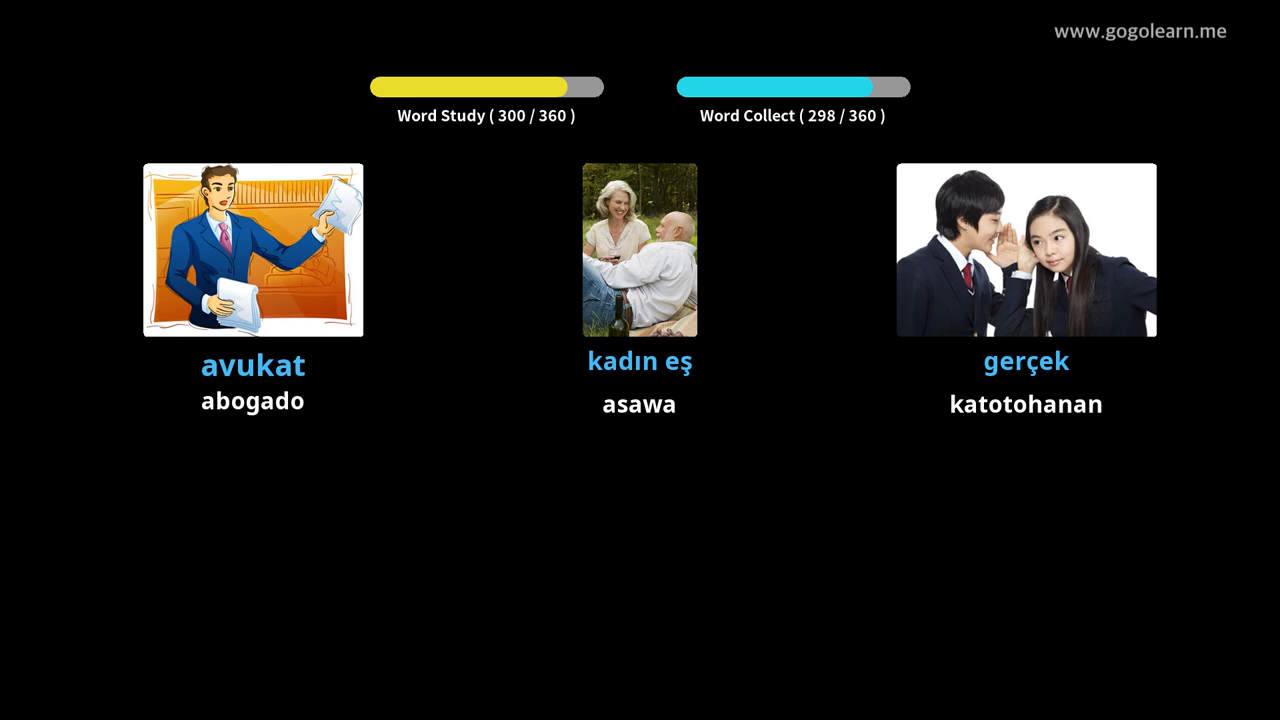 www.gogolearn.me
Word Study ( 300 / 360 )
Word Collect ( 298 / 360 )
avukat
abogado
kadın eş
asawa
gerçek
katotohanan